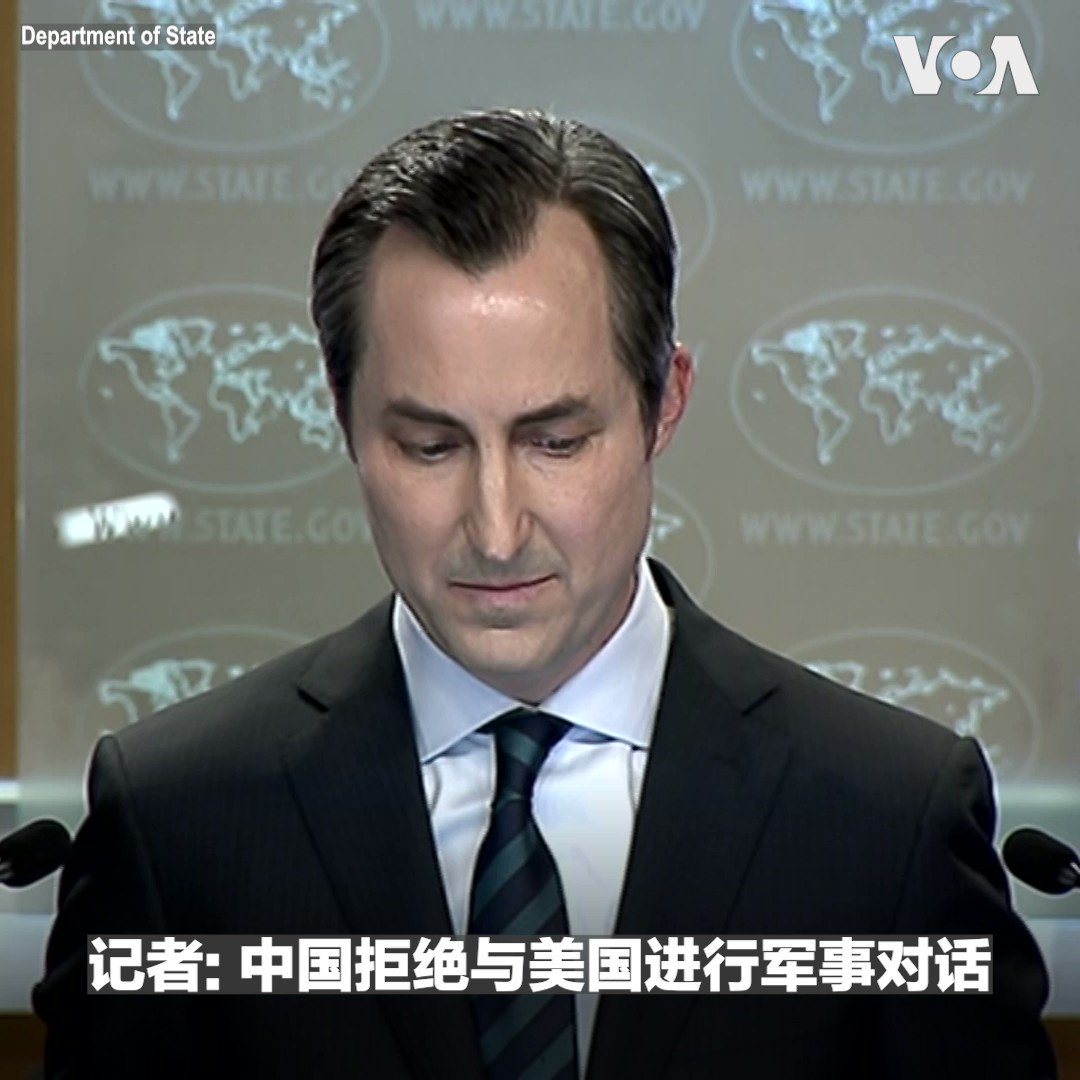 WWW.STATE.GOV
Department of State
VOA
WWW.STATE.G
WWW.STATE.GOV
WWW.STATE.GOV
WWW.STATE.GOV
记者: 中国拒绝与美国进行军事对话